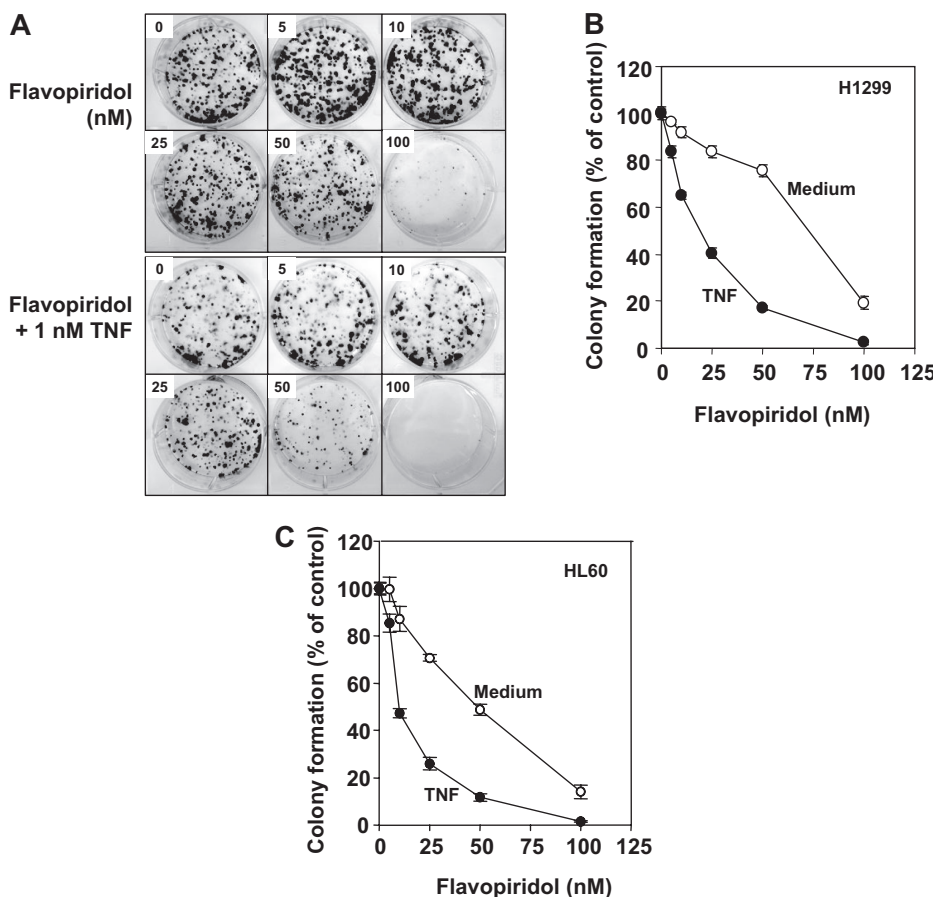 A
0
5
10
Flavopiridol
(nM)
25
50
100
0
5
10
Flavopiridol
+ 1 nM TNF
25
50
100
B
Colony formation (% of control)
120
100
80
60
40
20
0
H1299
Medium
TNF
0
25
50
75
100
125
Flavopiridol (nM)
C
Colony formation (% of control)
120
100
80
60
40
20
0
HL60
Medium
TNF
0
25
50
75
100
125
Flavopiridol (nM)